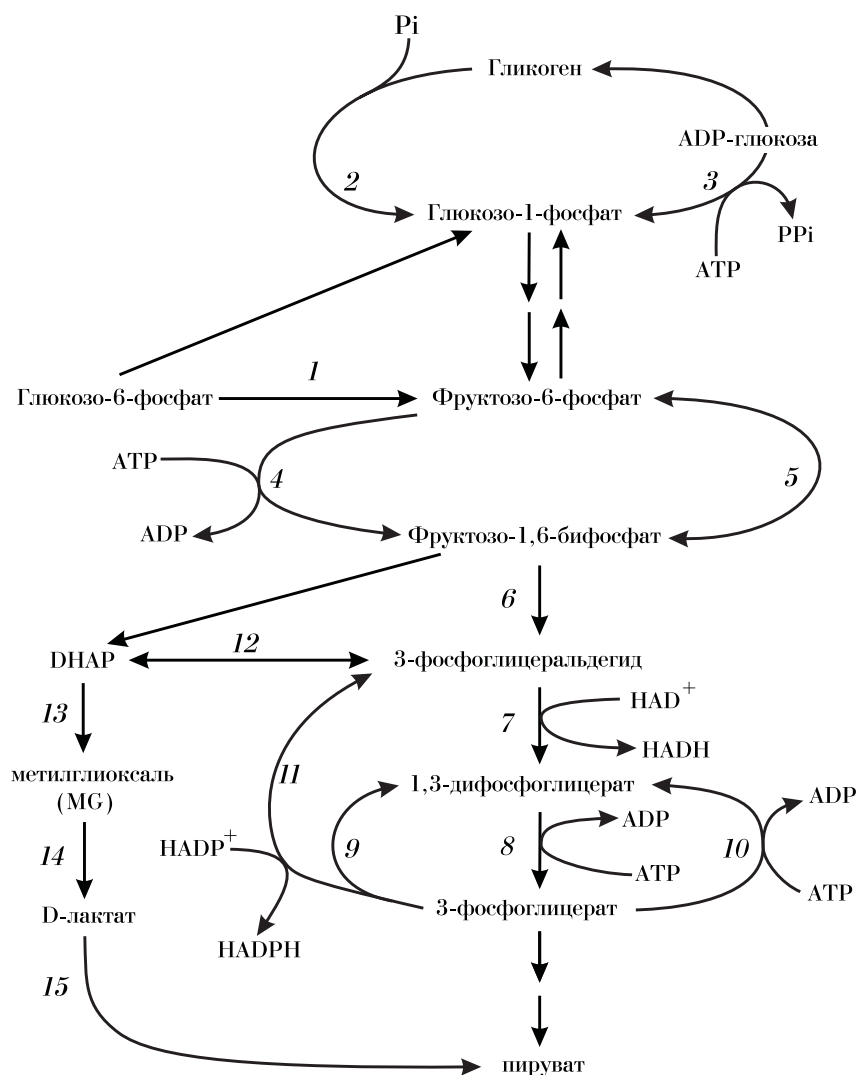 Pi
Гликоген
ADP-глюкоза
2
3
Глюкозо-1-фосфат
PPi
ATP
1
Глюкозо-6-фосфат
Фруктозо-6-фосфат
ATP
4
5
ADP
Фруктозо-1,6-бифосфат
6
12
DHAP
3-фосфоглицеральдегид
13
7
HAD+
HADH
метилглиоксаль
(MG)
11
1,3-дифосфоглицерат
ADP
ADP
14
HADP+
9
8
10
ATP
ATP
D-лактат
3-фосфоглицерат
HADPH
15
пируват